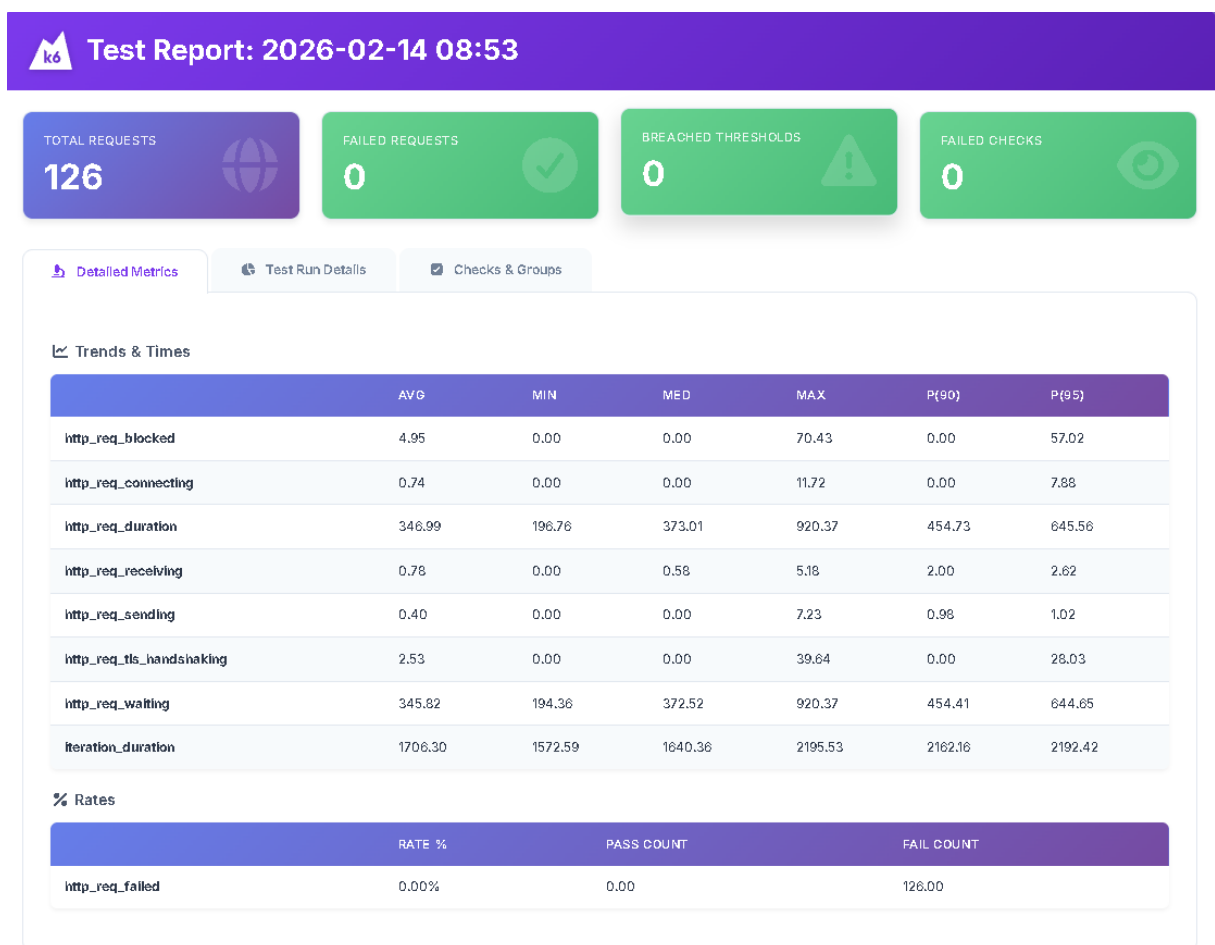 k6 Test Report: 2026-02-14 08:53
TOTAL REQUESTS
126
FAILED REQUESTS
0
BREACHED THRESHOLDS
0
FAILED CHECKS
0
Detailed Metrics Test Run Details Checks & Groups
Trends & Times
AVG MIN MED MAX P(90) P(95)
http_req_blocked 4.95 0.00 0.00 70.43 0.00 57.02
http_req_connecting 0.74 0.00 0.00 11.72 0.00 7.88
http_req_duration 346.99 196.76 373.01 920.37 454.73 645.56
http_req_receiving 0.78 0.00 0.58 5.18 2.00 2.62
http_req_sending 0.40 0.00 0.00 7.23 0.98 1.02
http_req_tls_handshaking 2.53 0.00 0.00 39.64 0.00 28.03
http_req_waiting 345.82 194.36 372.52 920.37 454.41 644.65
iteration_duration 1706.30 1572.59 1640.36 2195.53 2162.16 2192.42
Rates
RATE % PASS COUNT FAIL COUNT
http_req_failed 0.00% 0.00 126.00